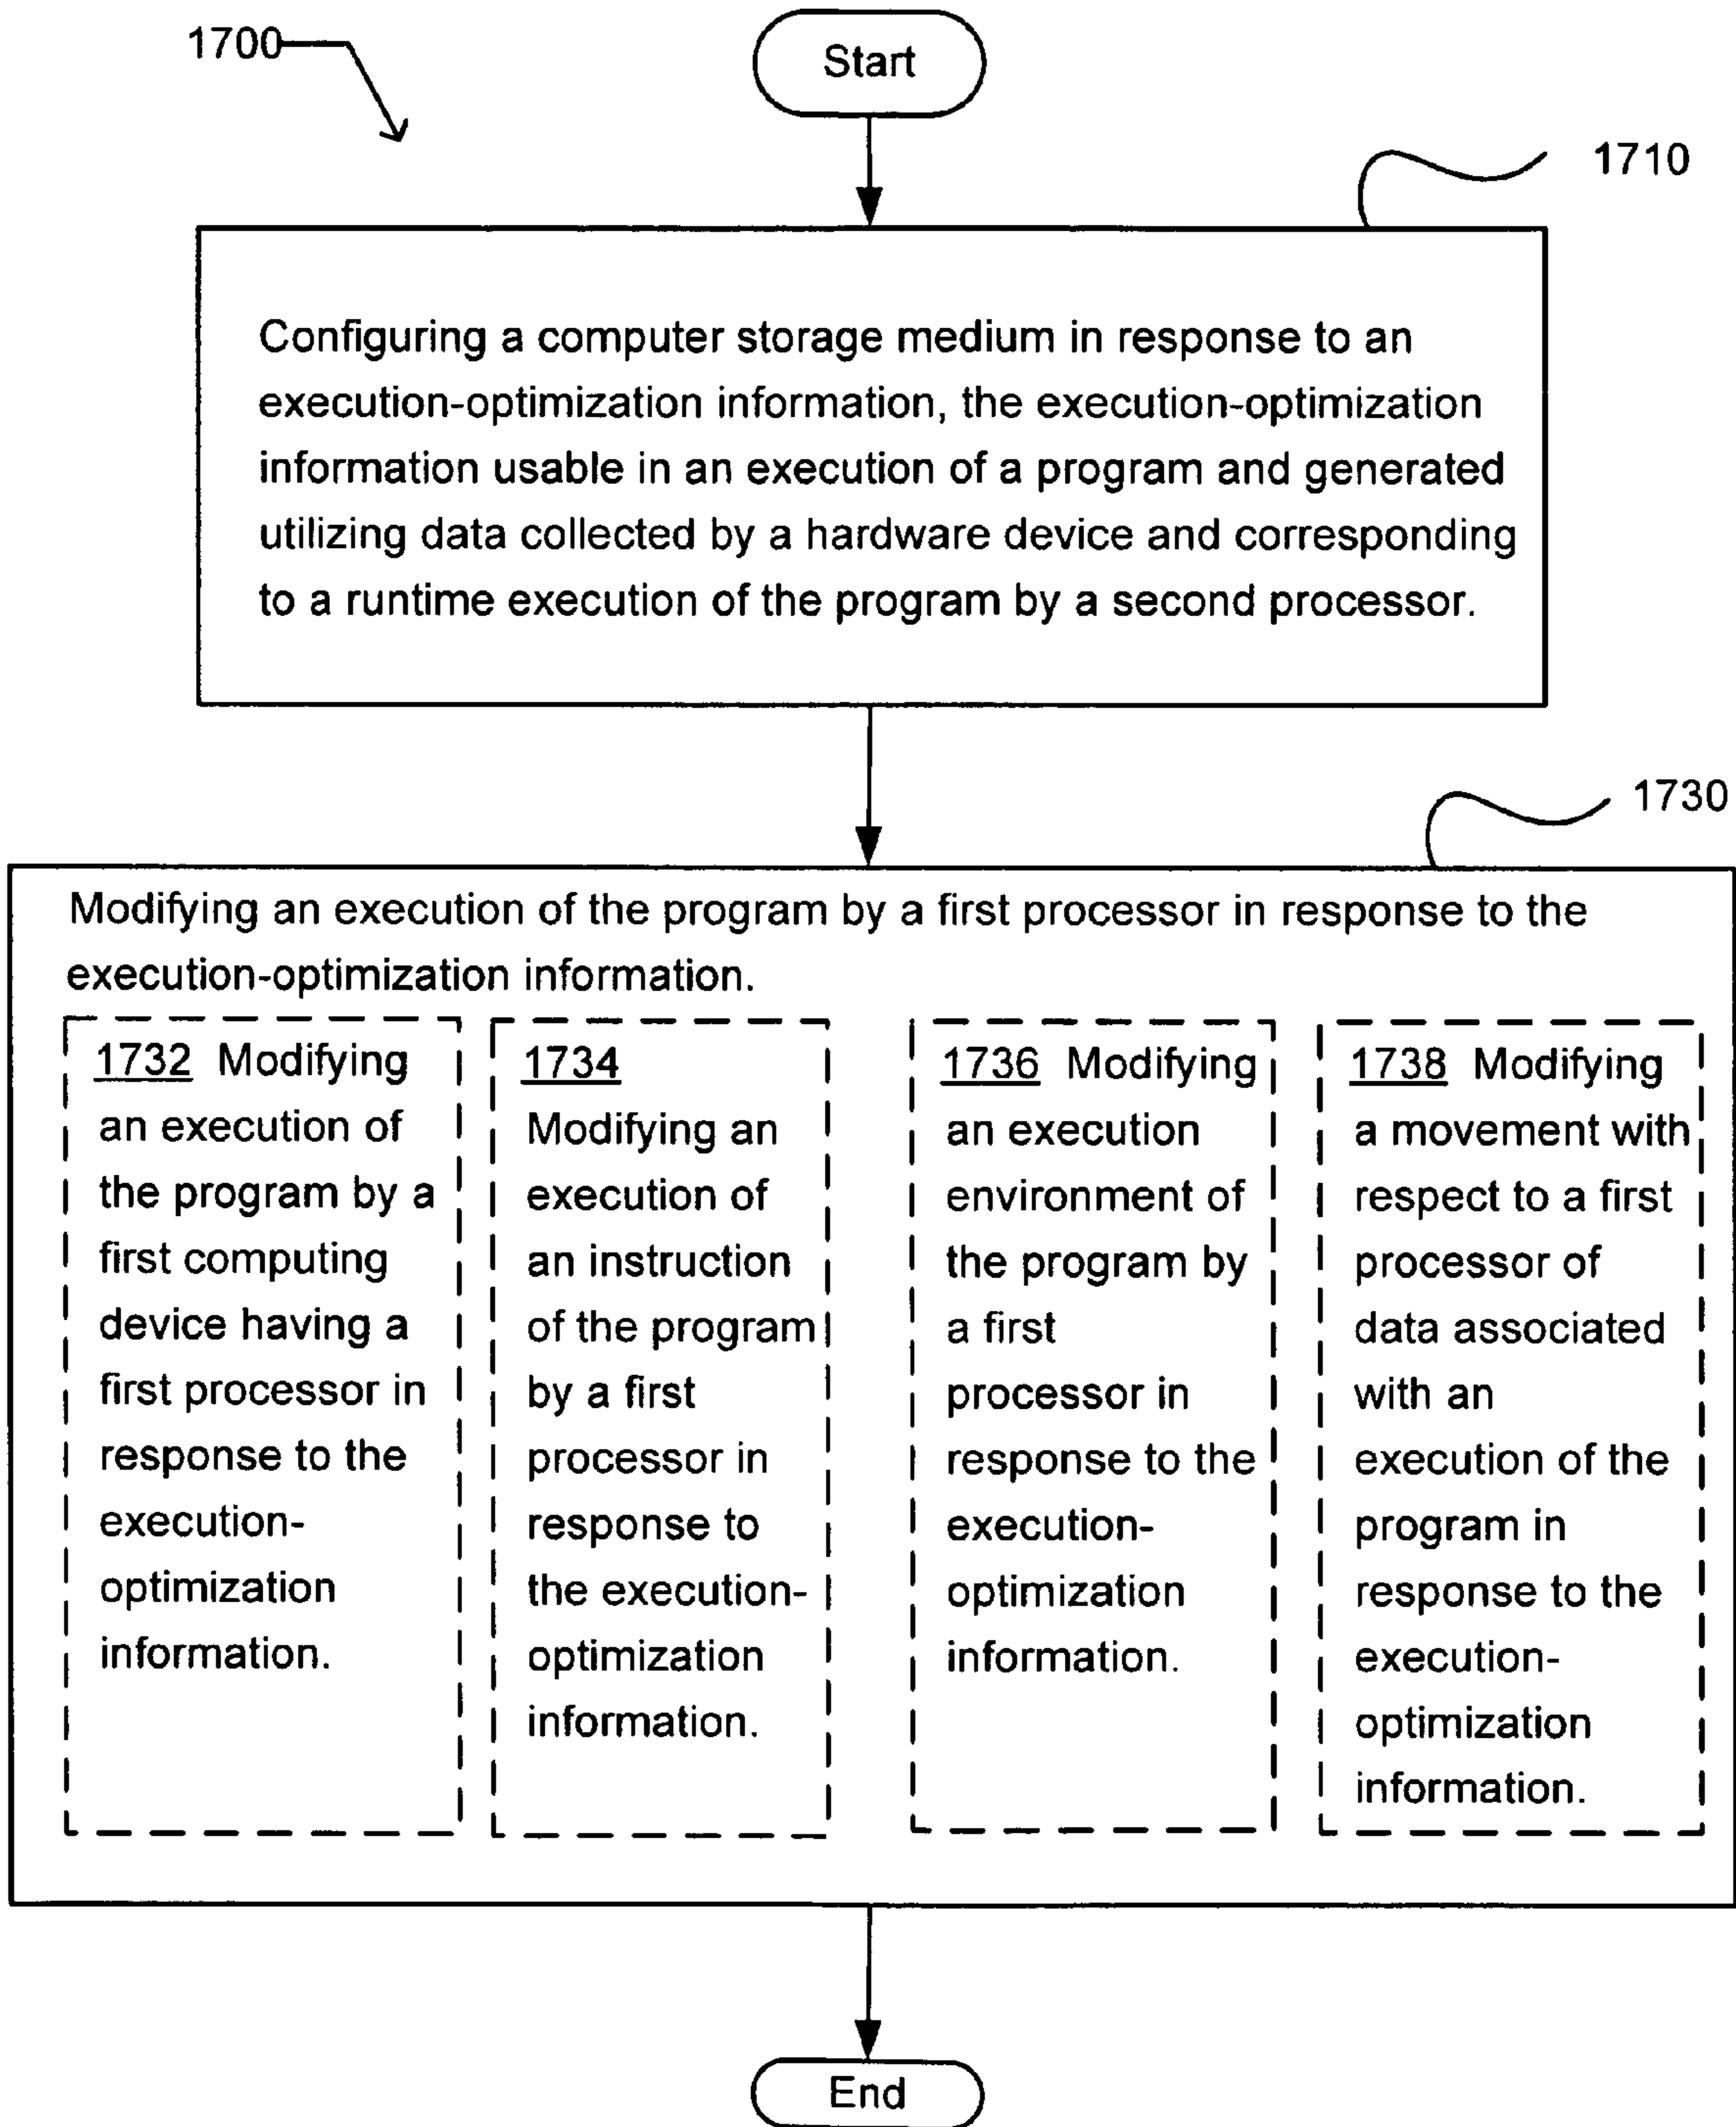 1700
Start
1710
Configuring a computer storage medium in response to an
execution-optimization information, the execution-optimization
information usable in an execution of a program and generated
utilizing data collected by a hardware device and corresponding
to a runtime execution of the program by a second processor.
1730
Modifying an execution of the program by a first processor in response to the
execution-optimization information.
1732 Modifying
an execution of
the program by a
first computing
device having a
first processor in
response to the
execution-
optimization
information.
1734
Modifying an
execution of
an instruction
of the program
by a first
processor in
response to
the execution-
optimization
information.
1736 Modifying
an execution
environment of
the program by
a first
processor in
response to the
execution-
optimization
information.
1738 Modifying
a movement with
respect to a first
processor of
data associated
with an
execution of the
program in
response to the
execution-
optimization
information.
End